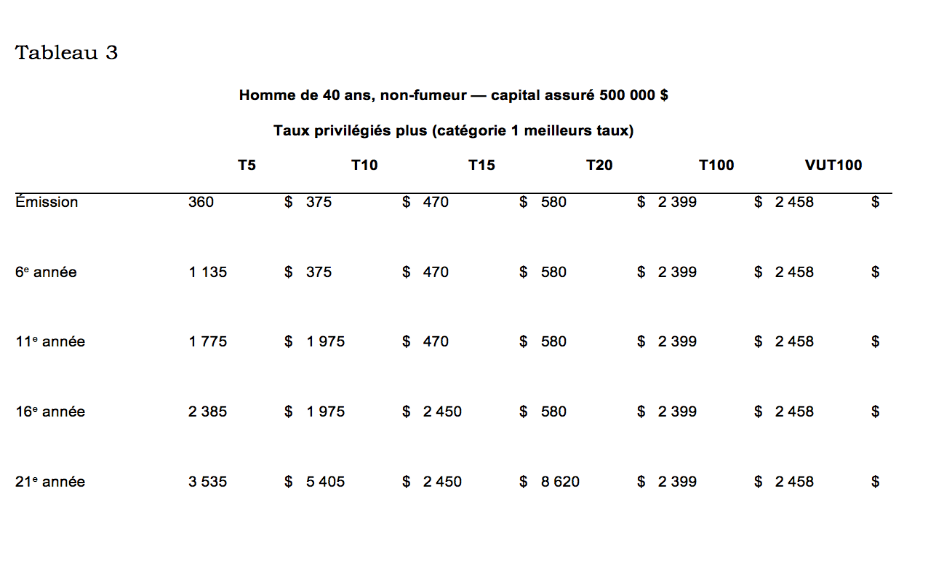 Tableau 3
Homme de 40 ans, non-fumeur — capital assuré 500 000 $
Taux privilégiés plus (catégorie 1 meilleurs taux)
T5 T10 T15 T20 T100 VUT100
Émission 360 $ 375 $ 470 $ 580 $ 2 399 $ 2 458 $
6e année 1 135 $ 375 $ 470 $ 580 $ 2 399 $ 2 458 $
11e année 1 775 $ 1 975 $ 470 $ 580 $ 2 399 $ 2 458 $
16e année 2 385 $ 1 975 $ 2 450 $ 580 $ 2 399 $ 2 458 $
21e année 3 535 $ 5 405 $ 2 450 $ 8 620 $ 2 399 $ 2 458 $